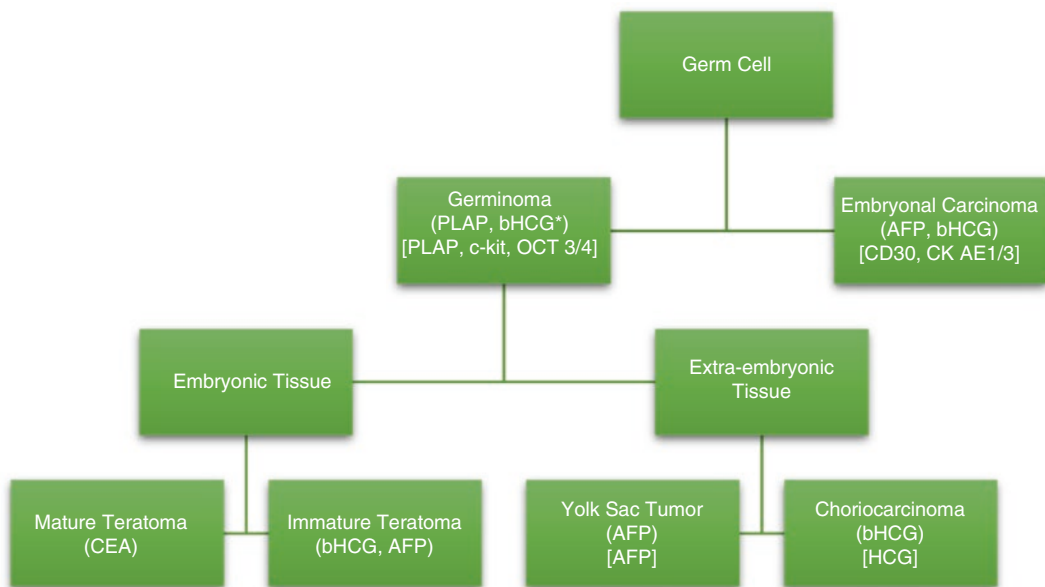 Germ Cell
Germinoma
(PLAP, bHCG*)
[PLAP, c-kit, OCT 3/4]
Embryonal Carcinoma
(AFP, bHCG)
[CD30, CK AE1/3]
Embryonic Tissue
Extra-embryonic
Tissue
Mature Teratoma
(CEA)
Immature Teratoma
(bHCG, AFP)
Yolk Sac Tumor
(AFP)
[AFP]
Choriocarcinoma
(bHCG)
[HCG]